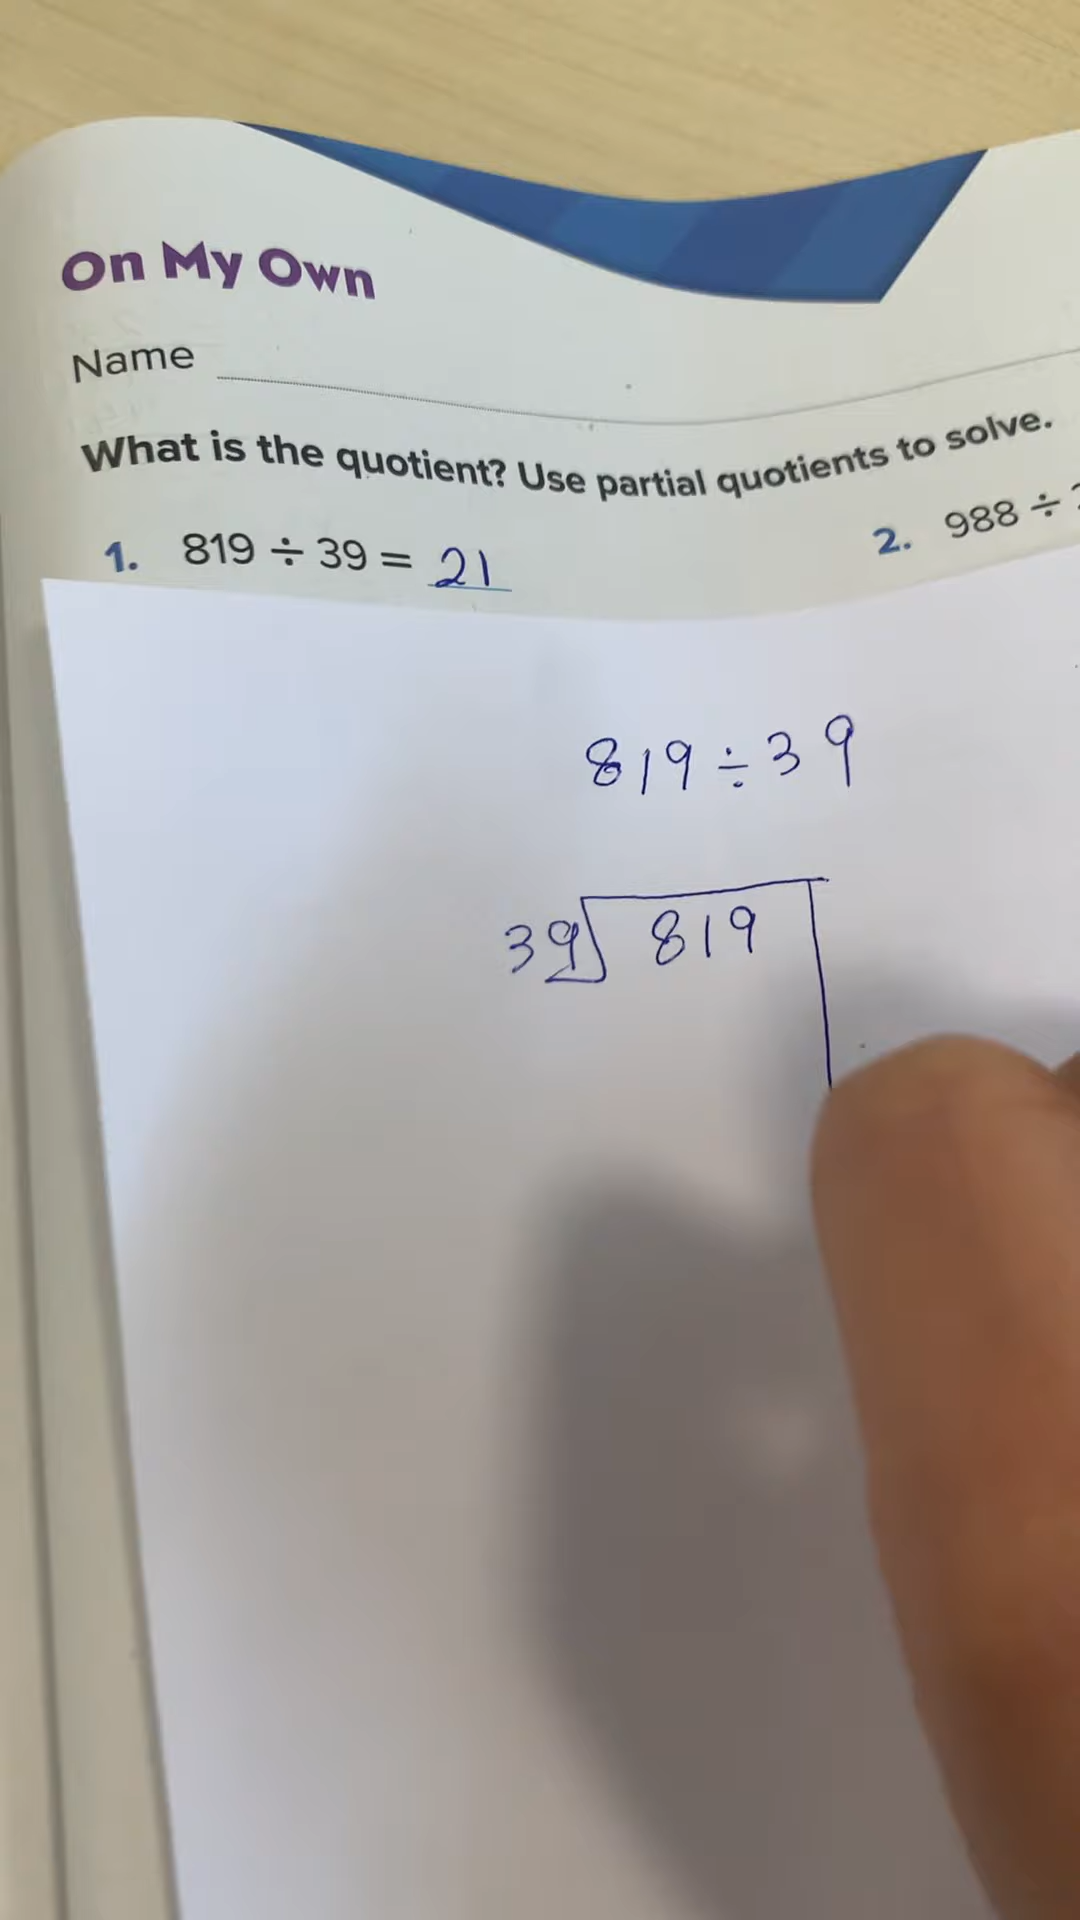 On My Own
Name
What is the quotient? Use partial quotients to solve.
1. 819 ÷ 39 = 21
2. 988 ÷
819 ÷ 39
39 819